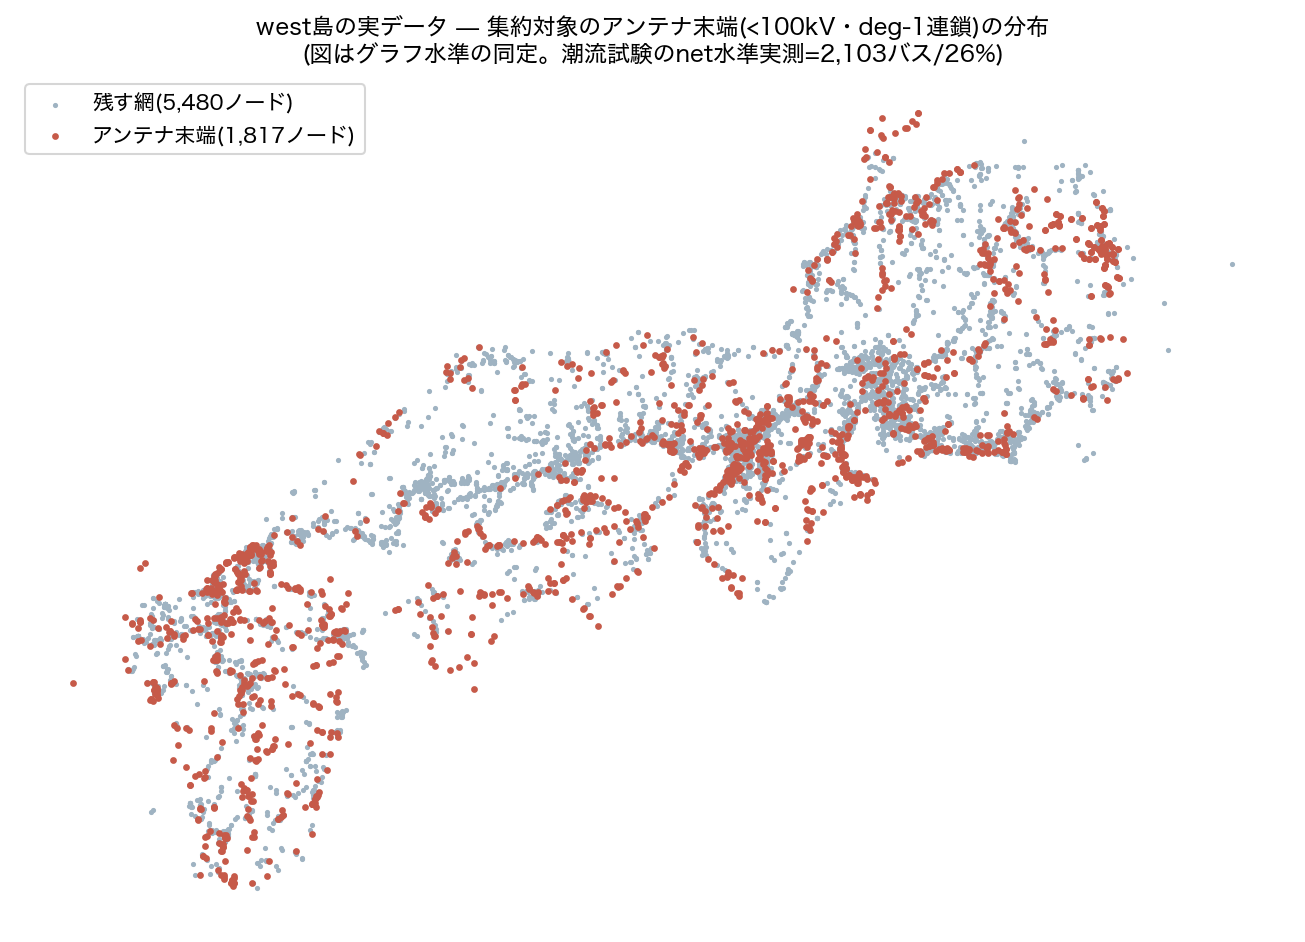 west島の実データ — 集約対象のアンテナ末端(<100kV・deg-1連鎖)の分布
(図はグラフ水準の同定。潮流試験のnet水準実測=2,103バス/26%)
残す網(5,480ノード)
アンテナ末端(1,817ノード)